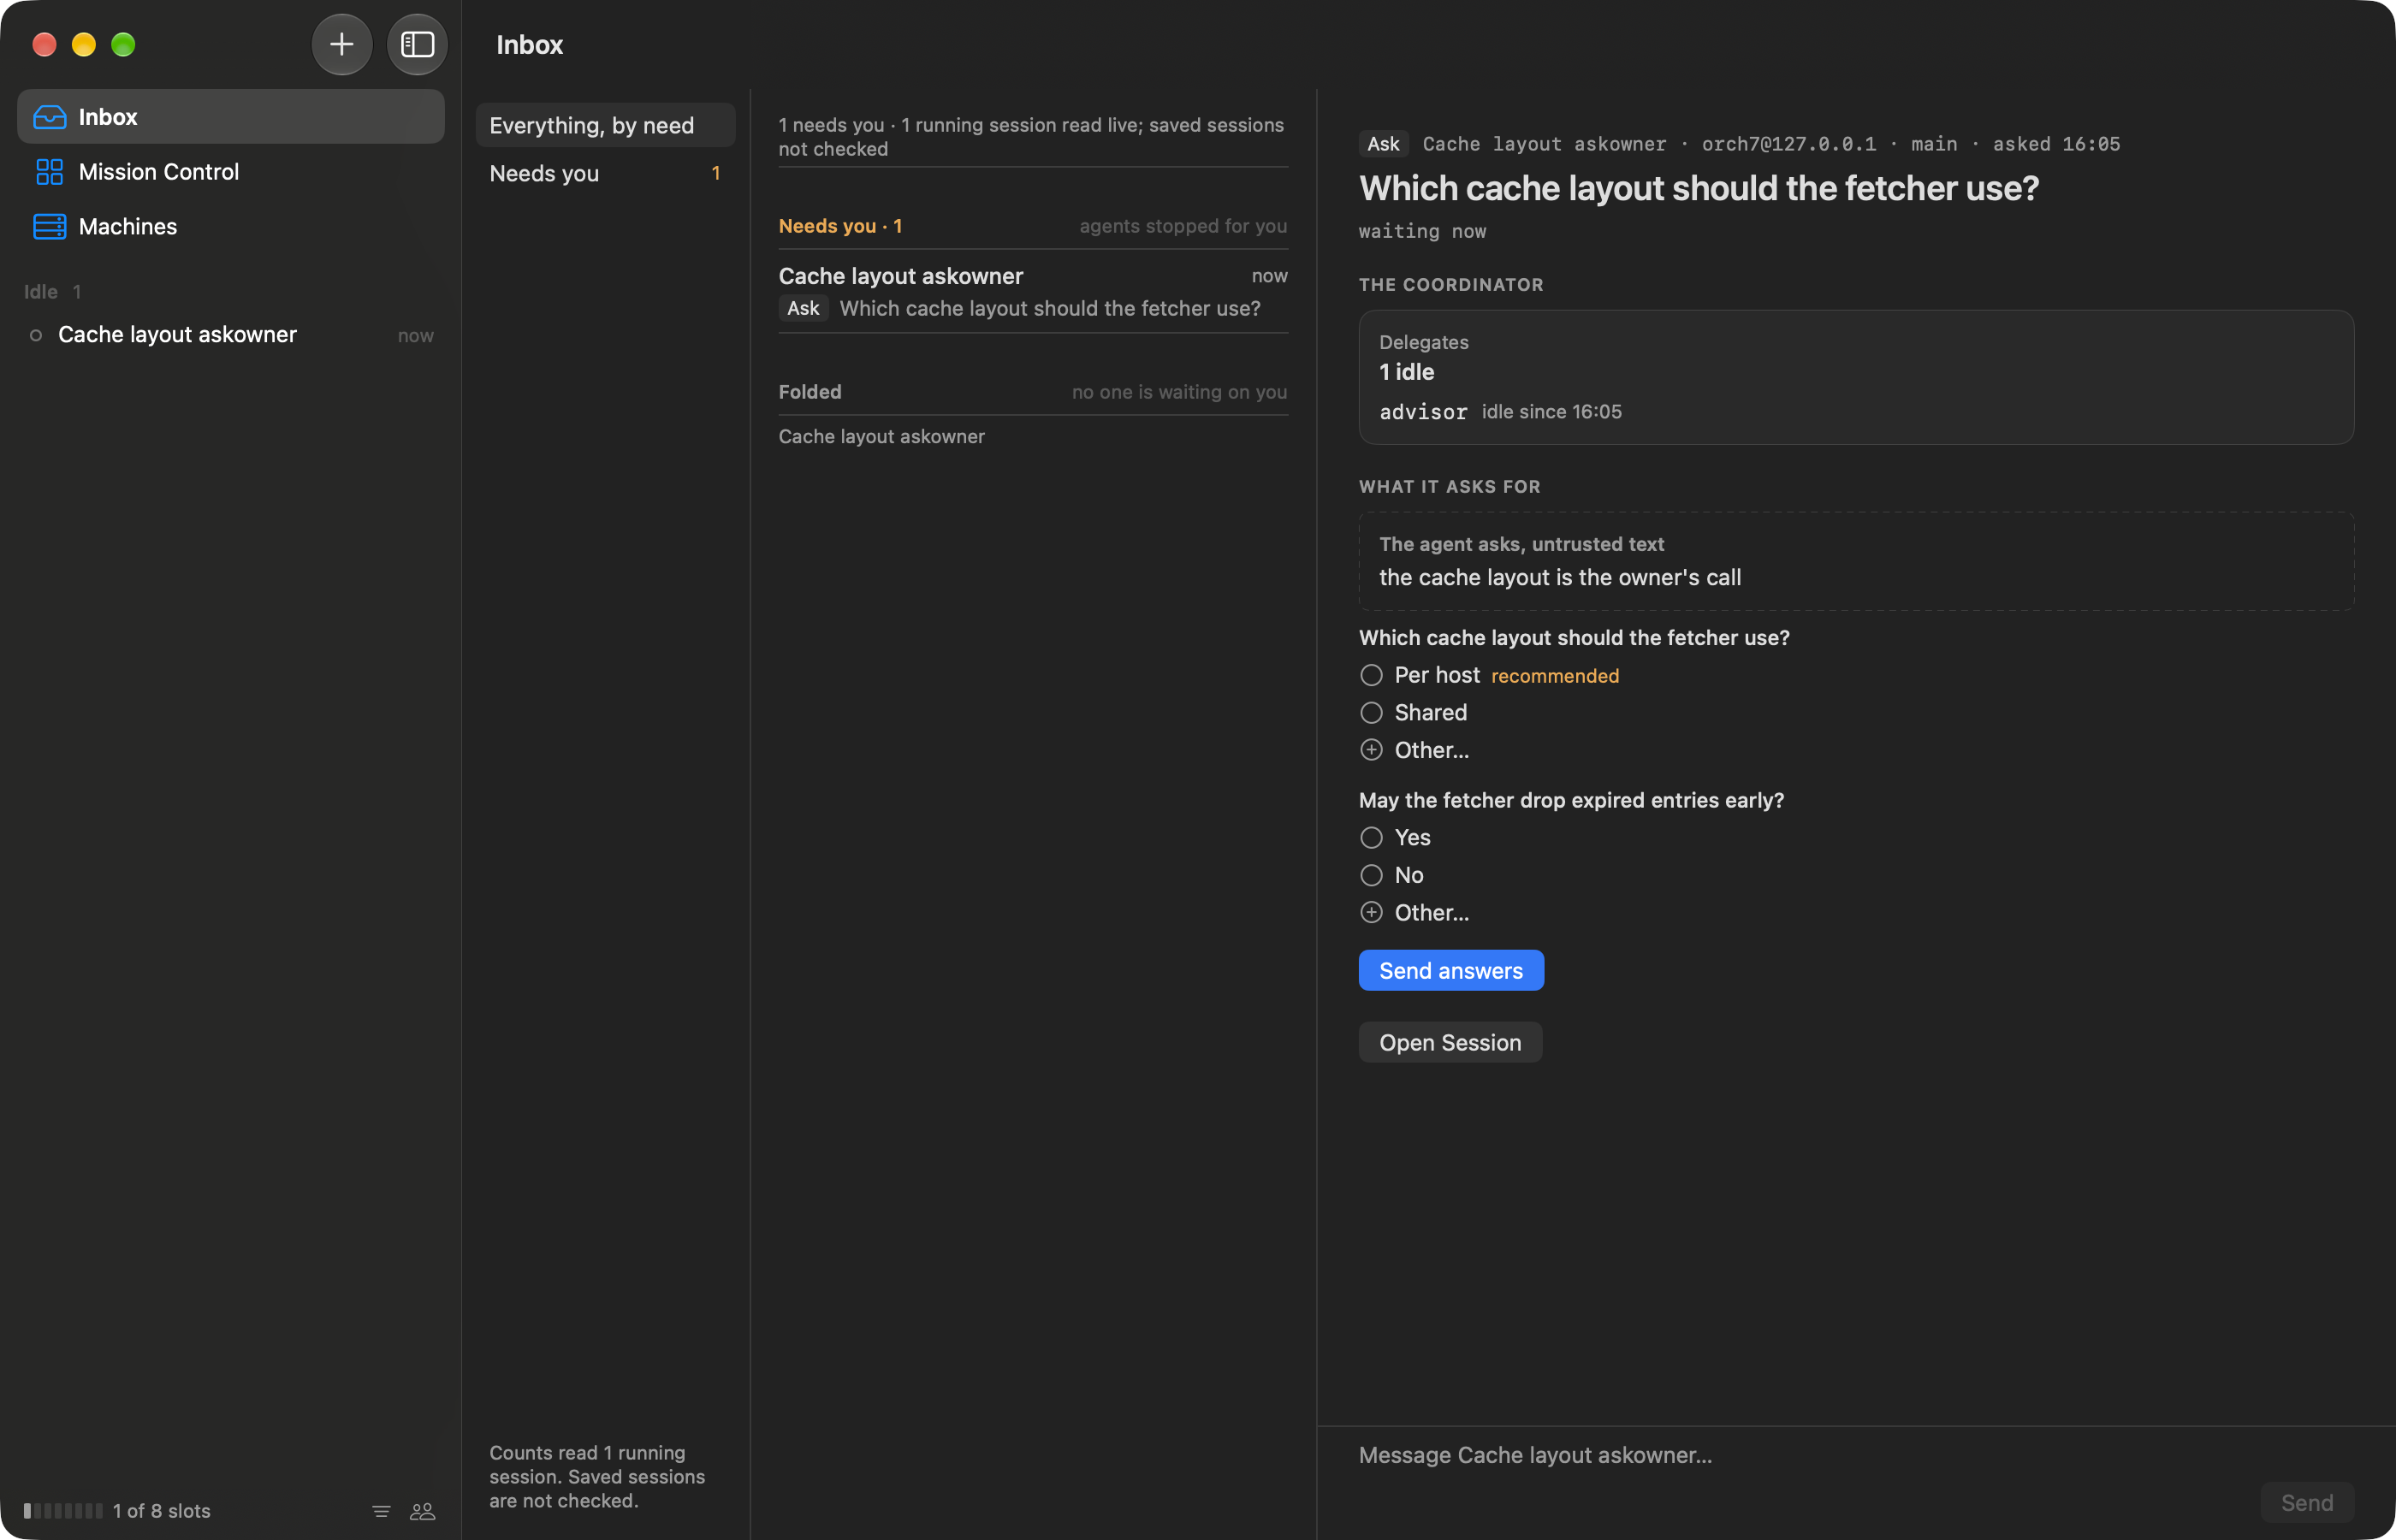 Inbox
Mission Control
Machines
Idle 1
Cache layout askowner now
1 of 8 slots
Inbox
Everything, by need
Needs you 1
Counts read 1 running
session. Saved sessions
are not checked.
1 needs you · 1 running session read live; saved sessions
not checked
Needs you · 1 agents stopped for you
Cache layout askowner now
Ask Which cache layout should the fetcher use?
Folded no one is waiting on you
Cache layout askowner
Ask Cache layout askowner · orch7@127.0.0.1 · main · asked 16:05
Which cache layout should the fetcher use?
waiting now
THE COORDINATOR
Delegates
1 idle
advisor idle since 16:05
WHAT IT ASKS FOR
The agent asks, untrusted text
the cache layout is the owner's call
Which cache layout should the fetcher use?
Per host recommended
Shared
Other...
May the fetcher drop expired entries early?
Yes
No
Other...
Send answers
Open Session
Message Cache layout askowner...
Send